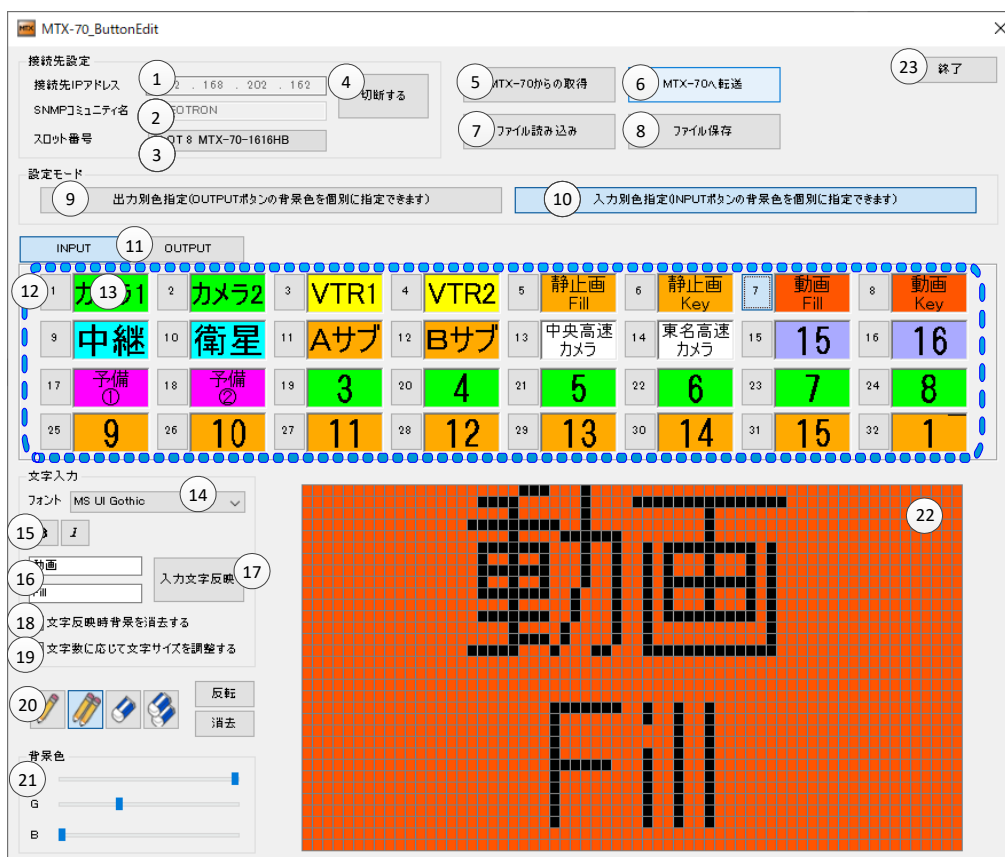 MTX-70_ButtonEdit
接続先設定
接続先IPアドレス 1 2 . 168 . 202 . 162 4 切断する
SNMPコミュニティ名 2 OTRON
スロット番号 3 OT 8 MTX-70-1616HB
5 MTX-70からの取得 6 MTX-70へ転送 23 終了
7 ファイル読み込み 8 ファイル保存
設定モード
9 出力別色指定(OUTPUTボタンの背景色を個別に指定できます) 10 入力別色指定(INPUTボタンの背景色を個別に指定できます)
INPUT 11 OUTPUT
12 1 カ 13 1 2 カメラ2 3 VTR1 4 VTR2 5 静止画 Fill 6 静止画 Key 7 動画 Fill 8 動画 Key
9 中継 10 衛星 11 Aサブ 12 Bサブ 13 中央高速 カメラ 14 東名高速 カメラ 15 15 16 16
17 予備 ① 18 予備 ② 19 3 20 4 21 5 22 6 23 7 24 8
25 9 26 10 27 11 28 12 29 13 30 14 31 15 32 1
文字入力
フォント MS UI Gothic 14
15 B I
16 動画
Fill
入力文字反映 17
18 文字反映時背景を消去する
19 文字数に応じて文字サイズを調整する
20 反転
消去
背景色
21
G
B
22
動画
Fill